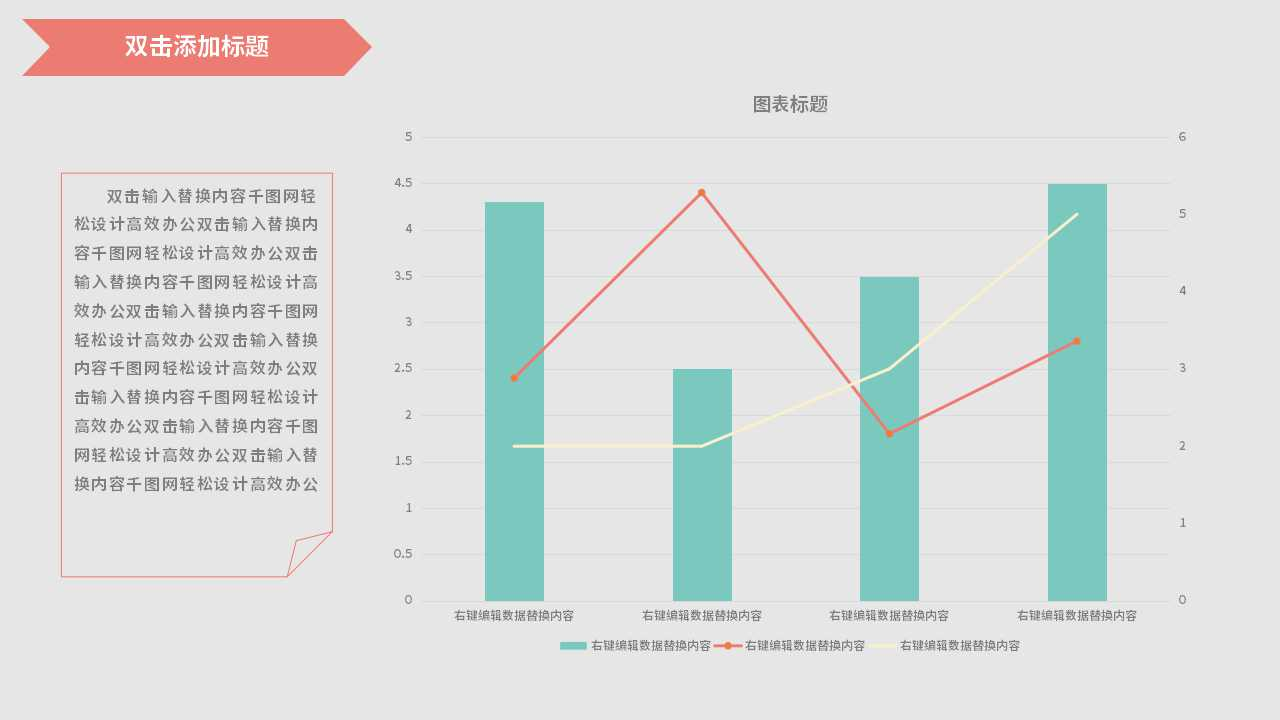 双击添加标题
双击输入替换内容千图网轻
松设计高效办公双击输入替换内
容千图网轻松设计高效办公双击
输入替换内容千图网轻松设计高
效办公双击输入替换内容千图网
轻松设计高效办公双击输入替换
内容千图网轻松设计高效办公双
击输入替换内容千图网轻松设计
高效办公双击输入替换内容千图
网轻松设计高效办公双击输入替
换内容千图网轻松设计高效办公
图表标题
5
4.5
4
3.5
3
2.5
2
1.5
1
0.5
0
6
5
4
3
2
1
0
右键编辑数据替换内容
右键编辑数据替换内容
右键编辑数据替换内容
右键编辑数据替换内容
右键编辑数据替换内容
右键编辑数据替换内容
右键编辑数据替换内容